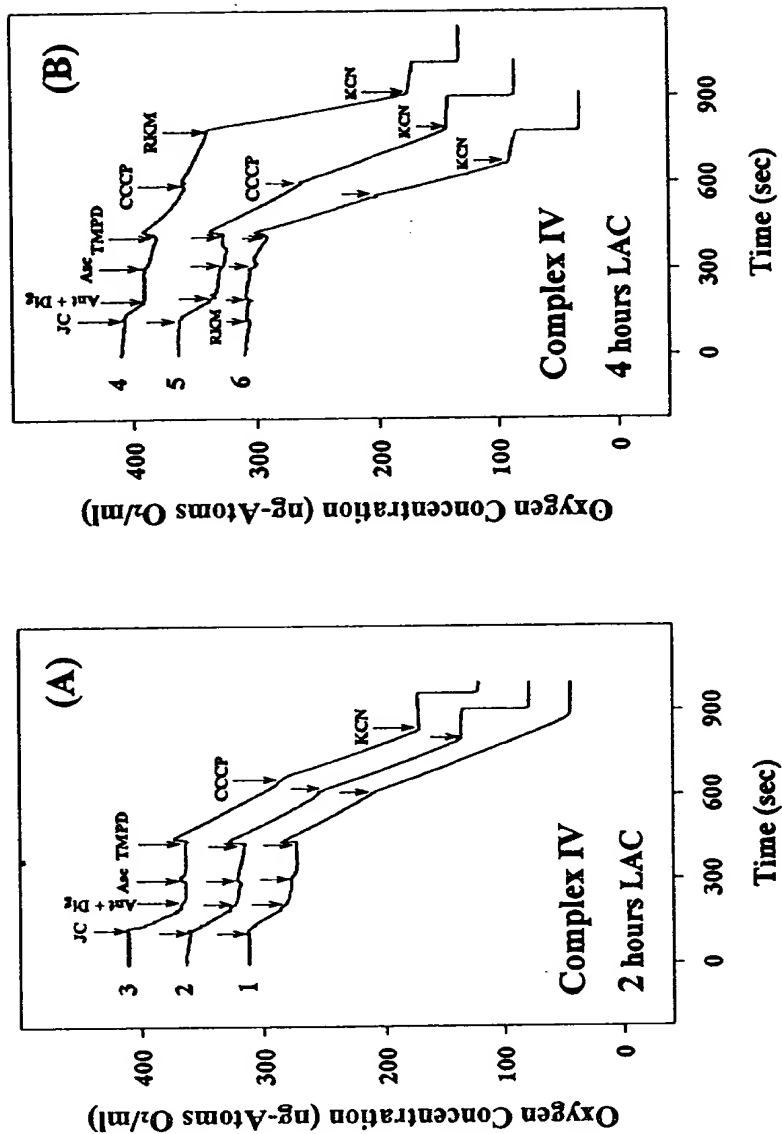 (A)
Oxygen Concentration (ng-Atoms O₂/ml)
400
300
200
100
0
3
2
1
JC
Ant + Dig
Asc
TMPD
CCCP
KCN
Complex IV
2 hours LAC
0
300
600
900
Time (sec)
(B)
Oxygen Concentration (ng-Atoms O₂/ml)
400
300
200
100
0
4
5
6
JC
Ant + Dig
Asc
TMPD
CCCP
RKM
RKM
CCCP
KCN
KCN
KCN
Complex IV
4 hours LAC
0
300
600
900
Time (sec)